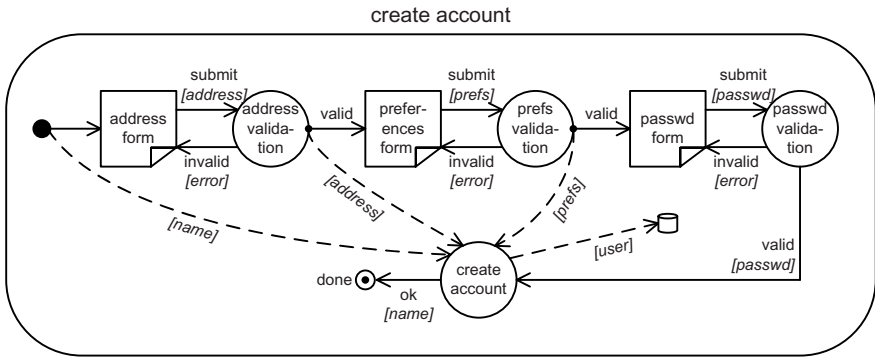 create account
submit
[address]
address
form
address
valida-
tion
invalid
[error]
valid
submit
[prefs]
prefer-
ences
form
prefs
valida-
tion
invalid
[error]
valid
submit
[passwd]
passwd
form
passwd
valida-
tion
invalid
[error]
[name]
[address]
[prefs]
[user]
valid
[passwd]
create
account
done
ok
[name]